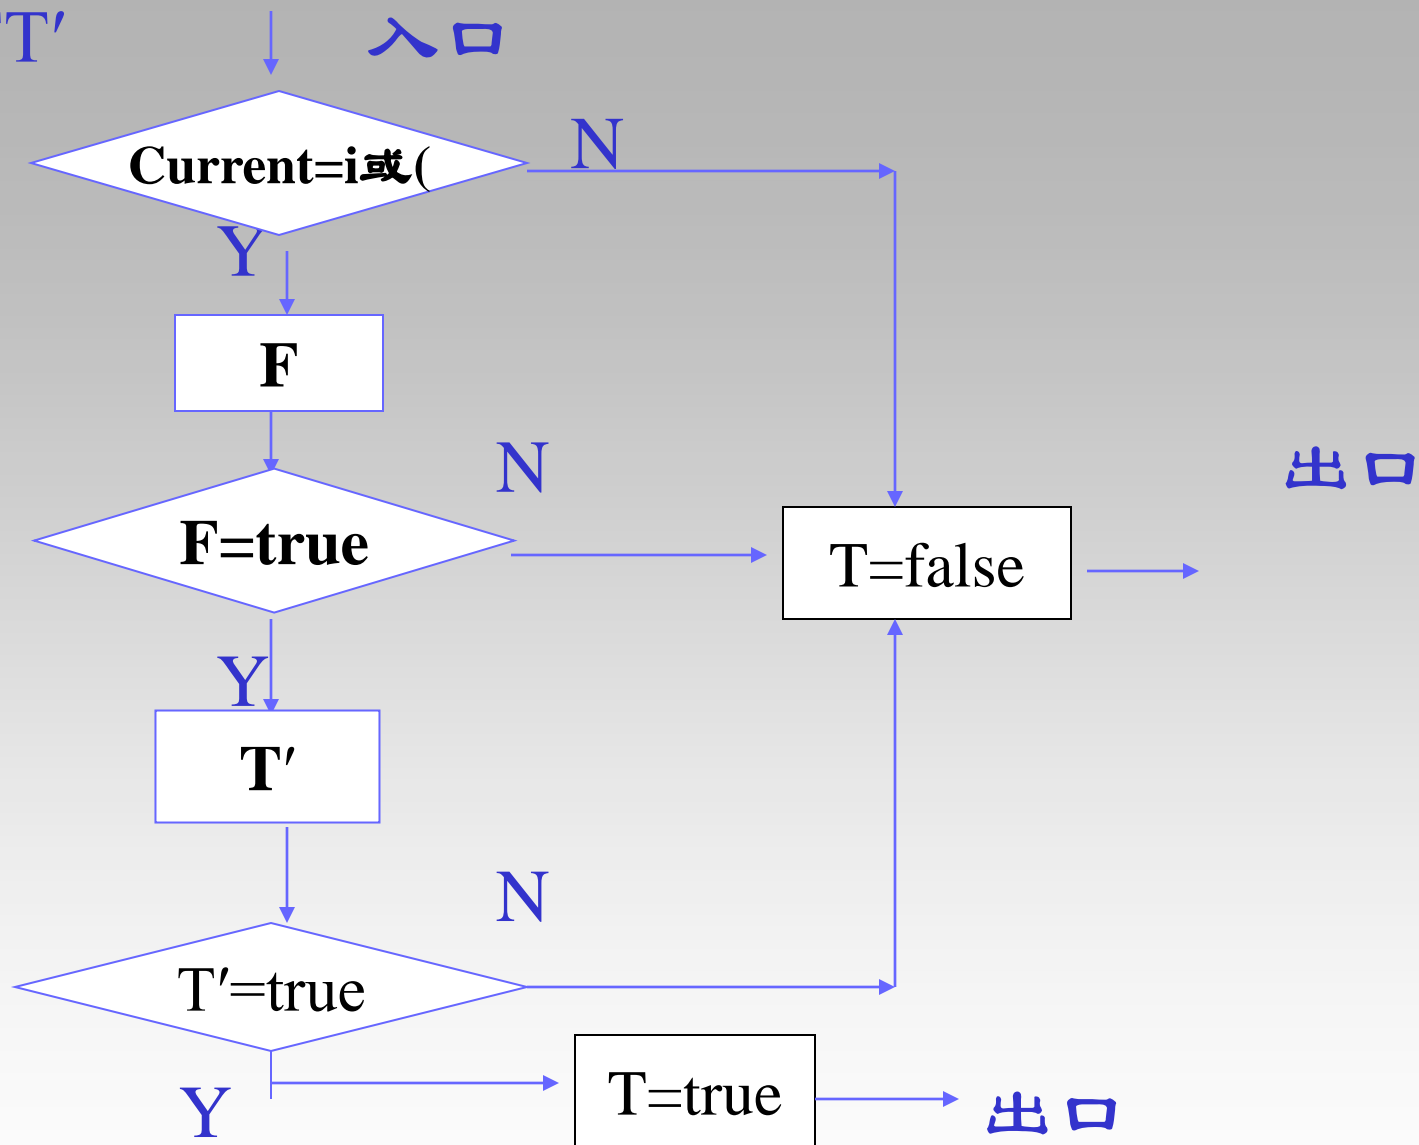 T′
入口
Current=i或(
N
Y
F
N
F=true
出口
T=false
Y
T′
N
T′=true
Y
T=true
出口